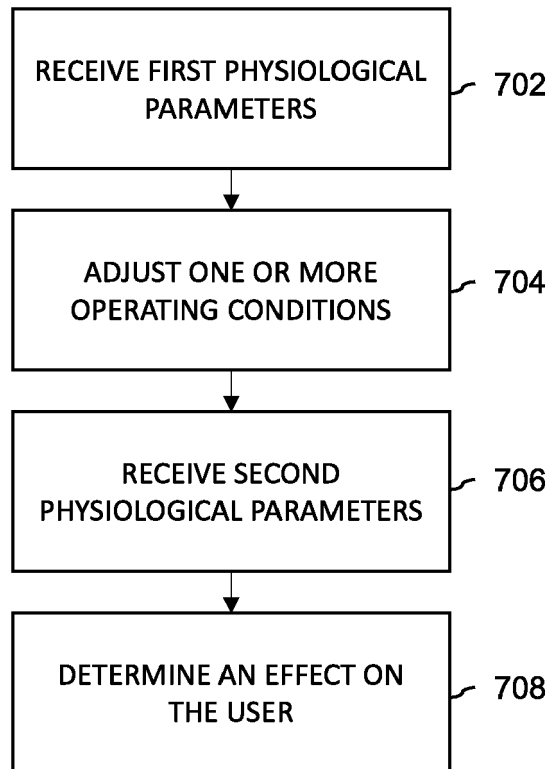 RECEIVE FIRST PHYSIOLOGICAL
PARAMETERS
702
ADJUST ONE OR MORE
OPERATING CONDITIONS
704
RECEIVE SECOND
PHYSIOLOGICAL PARAMETERS
706
DETERMINE AN EFFECT ON
THE USER
708